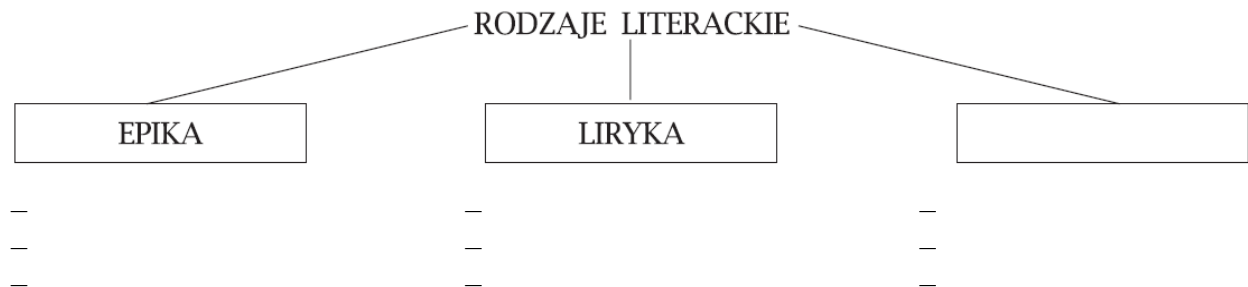 RODZAJE LITERACKIE
EPIKA
LIRYKA
– – –
– – –
– – –